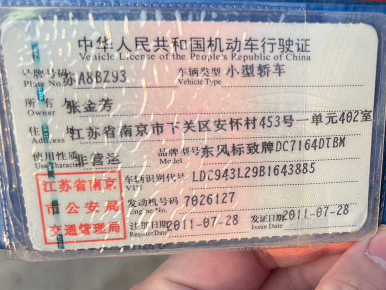 中华人民共和国机动车行驶证
Vehicle License of the People's Republic of China
号牌号码 A8BZ93 车辆类型 小型轿车
Plate No. Vehicle Type
所有人 张金芳
Owner
住址 江苏省南京市下关区安怀村453号一单元402室
Address
使用性质 非营运 品牌型号 东风标致牌DC7164DTBM
Use Character Model
江苏省南京市公安局交通管理局
车辆识别代号 LDC943L29B1643885
VIN
发动机号码 7026127
Engine No.
注册日期 2011-07-28 发证日期 2011-07-28
Register Date Issue Date